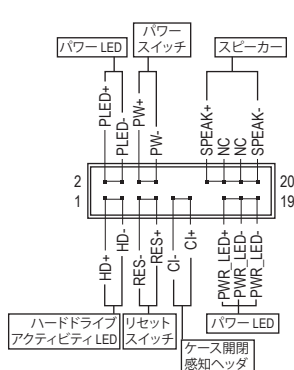 パワー LED
パワー
スイッチ
スピーカー
PLED+
PLED-
PW+
PW-
SPEAK+
NC
NC
SPEAK-
2
20
1
19
HD+
HD-
RES-
RES+
CI-
CI+
PWR_LED+
PWR_LED-
PWR_LED-
ハードドライブ
アクティビティ LED
リセット
スイッチ
パワー LED
ケース開閉
感知ヘッダ